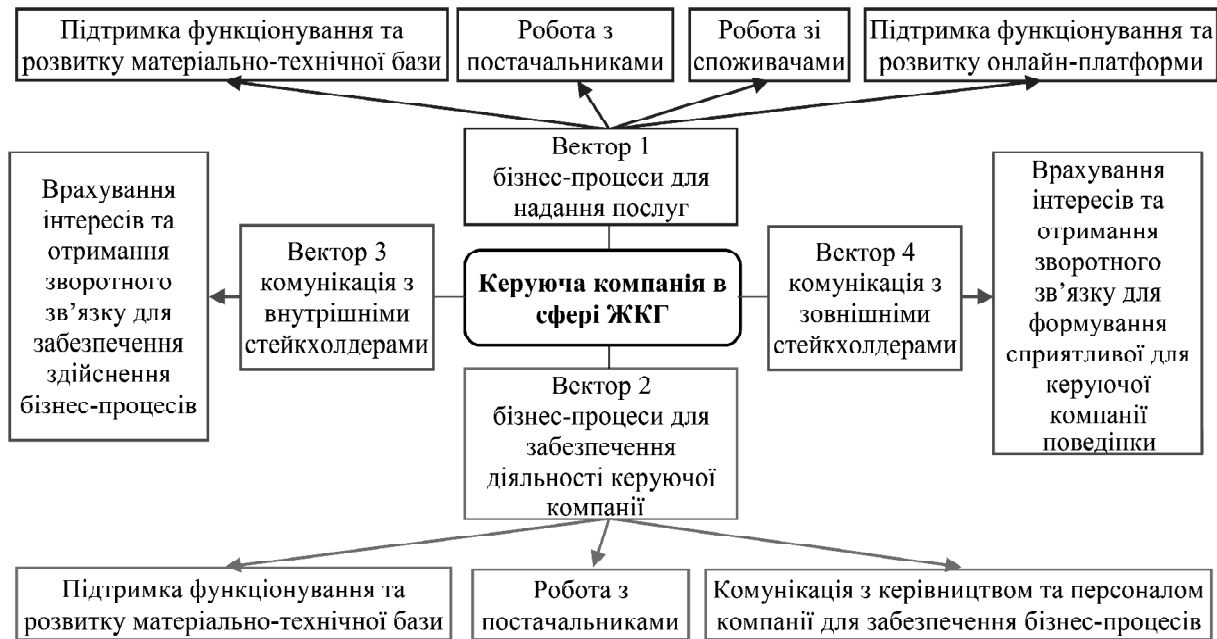 Підтримка функціонування та
розвитку матеріально-технічної бази
Робота з
постачальниками
Робота зі
споживачами
Підтримка функціонування та
розвитку онлайн-платформи
Вектор 1
бізнес-процеси для
надання послуг
Врахування
інтересів та
отримання
зворотного
зв’язку для
забезпечення
здійснення
бізнес-процесів
Вектор 3
комунікація з
внутрішніми
стейкхолдерами
Керуюча компанія в
сфері ЖКГ
Вектор 4
комунікація з
зовнішніми
стейкхолдерами
Врахування
інтересів та
отримання
зворотного
зв’язку для
формування
сприятливої для
керуючої
компанії
поведінки
Вектор 2
бізнес-процеси для
забезпечення
діяльності керуючої
компанії
Підтримка функціонування та
розвитку матеріально-технічної бази
Робота з
постачальниками
Комунікація з керівництвом та персоналом
компанії для забезпечення бізнес-процесів